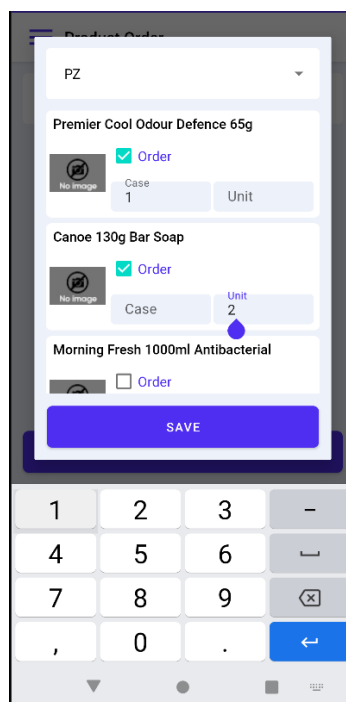 Product Order
PZ
Premier Cool Odour Defence 65g
Order
No image
Case
1
Unit
Canoe 130g Bar Soap
Order
No image
Case
Unit
2
Morning Fresh 1000ml Antibacterial
Order
SAVE
1 2 3 –
4 5 6
7 8 9
, 0 .